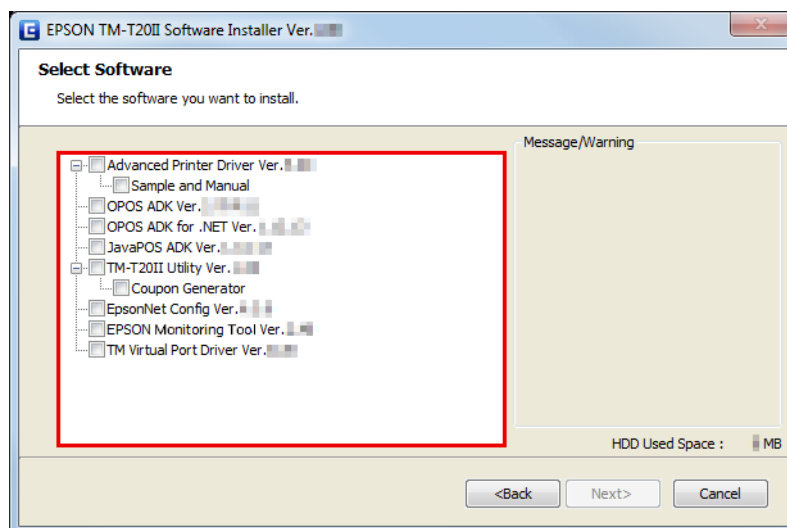 EPSON TM-T20II Software Installer Ver.
Select Software
Select the software you want to install.
Message/Warning
Advanced Printer Driver Ver.
Sample and Manual
OPOS ADK Ver.
OPOS ADK for .NET Ver.
JavaPOS ADK Ver.
TM-T20II Utility Ver.
Coupon Generator
EpsonNet Config Ver.
EPSON Monitoring Tool Ver.
TM Virtual Port Driver Ver.
HDD Used Space : MB
<Back Next> Cancel